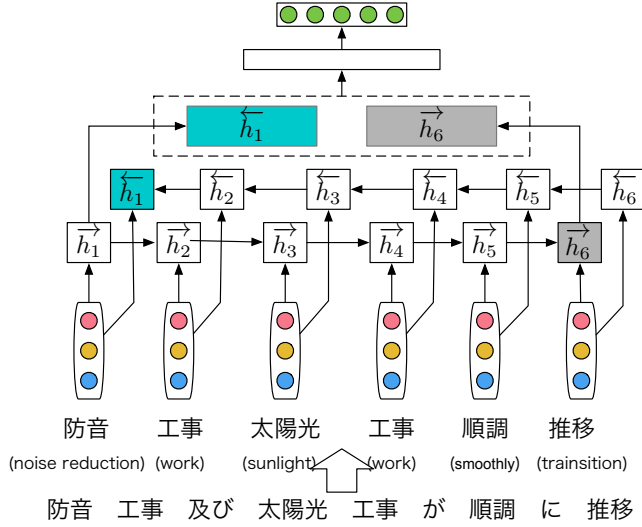 ←h₁ →h₆
←h₁ ←h₂ ←h₃ ←h₄ ←h₅ ←h₆
→h₁ →h₂ →h₃ →h₄ →h₅ →h₆
防音 工事 太陽光 工事 順調 推移
(noise reduction) (work) (sunlight) (work) (smoothly) (trainsition)
防音 工事 及び 太陽光 工事 が 順調 に 推移